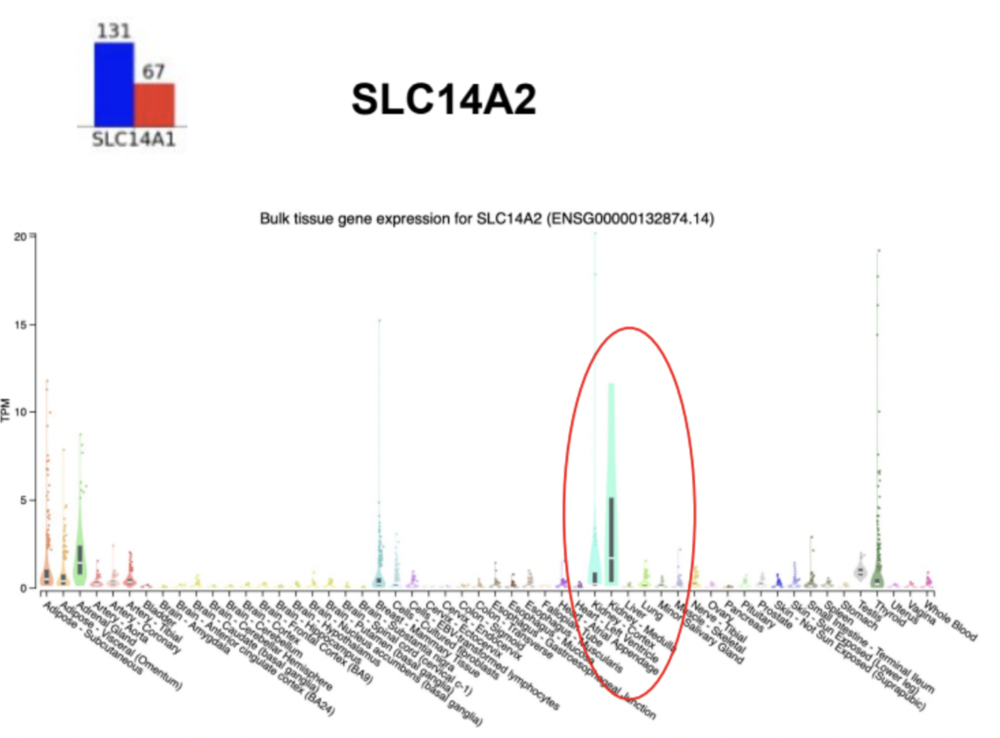 131
67
SLC14A1
SLC14A2
Bulk tissue gene expression for SLC14A2 (ENSG00000132874.14)
20
15
TPM
10
5
0
Adipose - Subcutaneous
Adipose - Visceral (Omentum)
Adrenal Gland
Artery - Aorta
Artery - Coronary
Artery - Tibial
Bladder
Brain - Amygdala
Brain - Anterior cingulate cortex (BA24)
Brain - Caudate (basal ganglia)
Brain - Cerebellar Hemisphere
Brain - Cerebellum
Brain - Cortex
Brain - Frontal Cortex (BA9)
Brain - Hippocampus
Brain - Hypothalamus
Brain - Nucleus accumbens (basal ganglia)
Brain - Putamen (basal ganglia)
Brain - Spinal cord (cervical c-1)
Brain - Substantia nigra
Breast - Mammary Tissue
Cells - Cultured fibroblasts
Cells - EBV-transformed lymphocytes
Cervix - Ectocervix
Cervix - Endocervix
Colon - Sigmoid
Colon - Transverse
Esophagus - Gastroesophageal Junction
Esophagus - Mucosa
Esophagus - Muscularis
Fallopian Tube
Heart - Atrial Appendage
Heart - Left Ventricle
Kidney - Cortex
Kidney - Medulla
Liver
Lung
Minor Salivary Gland
Muscle - Skeletal
Nerve - Tibial
Ovary
Pancreas
Pituitary
Prostate
Skin - Not Sun Exposed (Suprapubic)
Skin - Sun Exposed (Lower leg)
Small Intestine - Terminal Ileum
Spleen
Stomach
Testis
Thyroid
Uterus
Vagina
Whole Blood